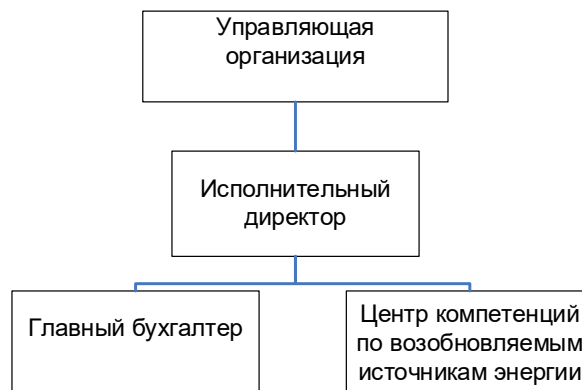 Управляющая
организация
Исполнительный
директор
Главный бухгалтер
Центр компетенций
по возобновляемым
источникам энергии